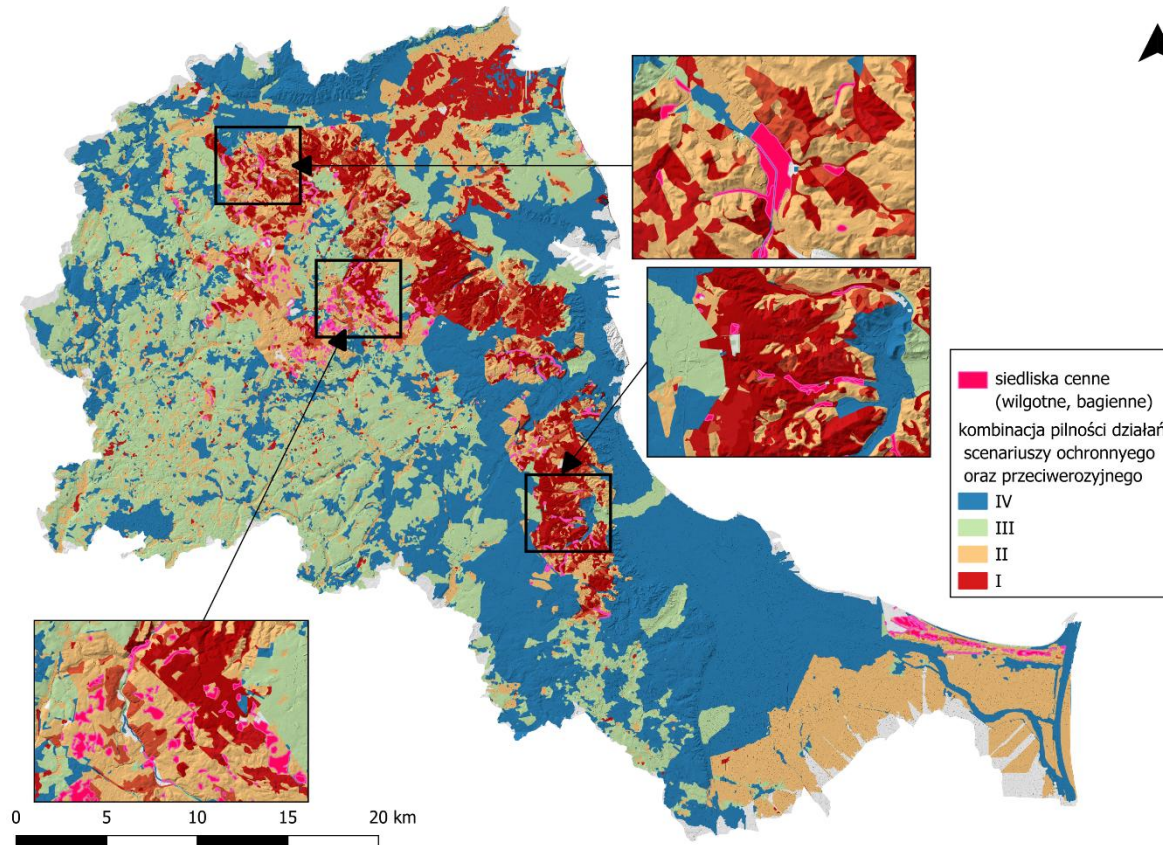 siedliska cenne
(wilgotne, bagienne)
kombinacja pilności działań
scenariuszy ochronnyego
oraz przeciwerozyjnego
IV
III
II
I
0 5 10 15 20 km